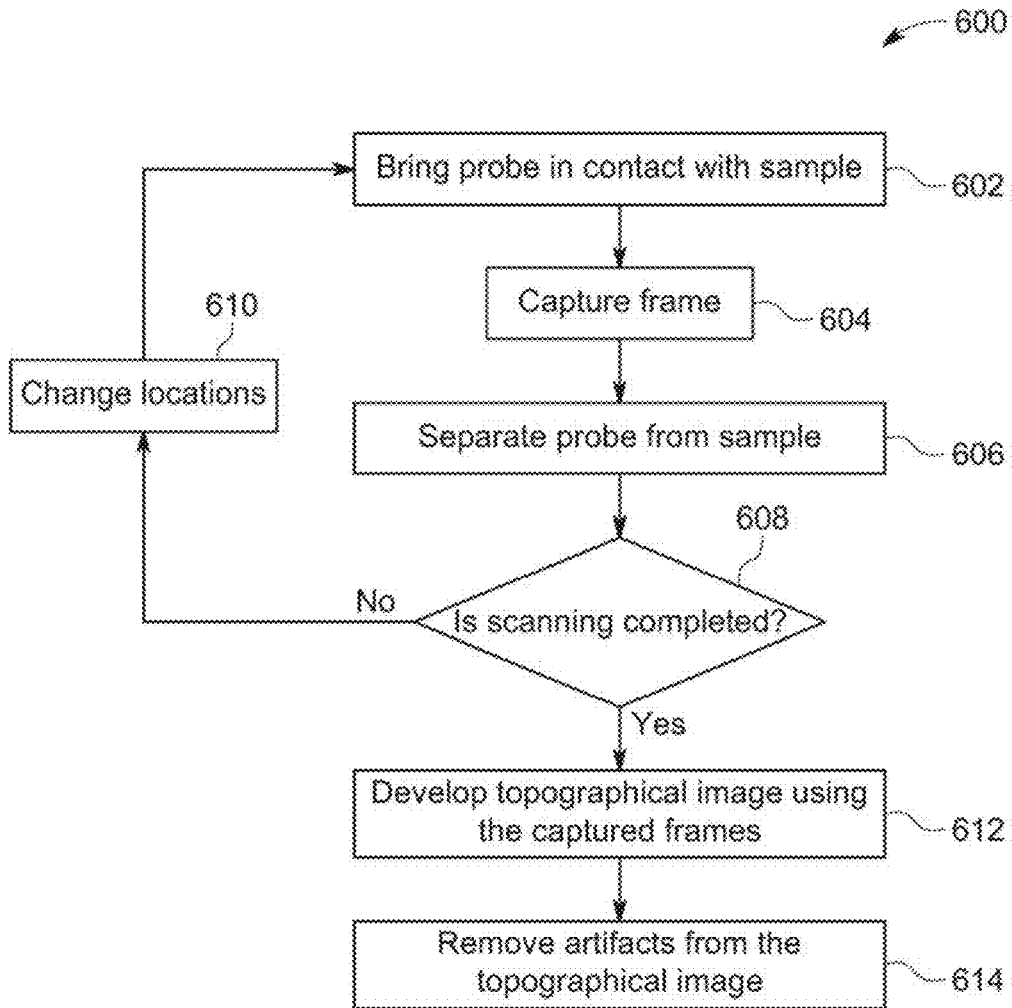 600
Bring probe in contact with sample
602
Capture frame
604
610
Change locations
Separate probe from sample
606
608
Is scanning completed?
No
Yes
Develop topographical image using
the captured frames
612
Remove artifacts from the
topographical image
614